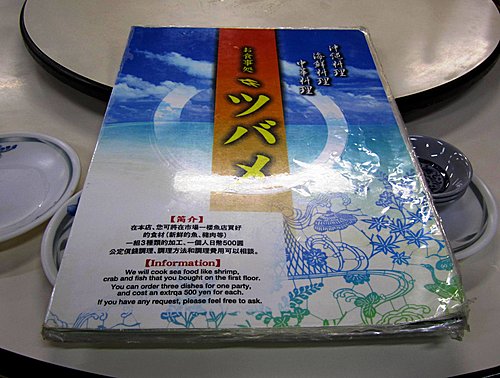 沖縄料理
海鮮料理
中華料理
お食事処
ツバメ
【简介】
在本店、您可將在市場一樓魚店買好
的食材(新鮮的魚、豬肉等)
一組3種類的加工、一個人日幣500圓
公定價錢調理、調理方法和調理費用可以相談。
【Information】
We will cook sea food like shrimp,
crab and fish that you bought on the first floor.
You can order three dishes for one party,
and cost an extrqa 500 yen for each.
If you have any request, please feel free to ask.